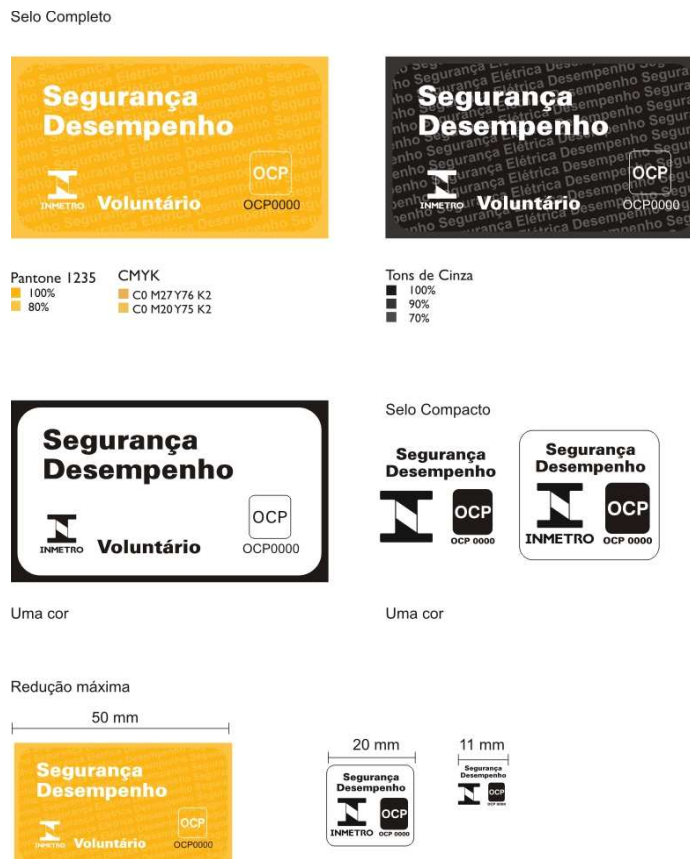 Selo Completo
Segurança
Desempenho
INMETRO
Voluntário
OCP
OCP0000
Segurança
Desempenho
INMETRO
Voluntário
OCP
OCP0000
Pantone 1235
100%
80%
CMYK
C0 M27 Y76 K2
C0 M20 Y75 K2
Tons de Cinza
100%
90%
70%
Segurança
Desempenho
INMETRO
Voluntário
OCP
OCP0000
Uma cor
Selo Compacto
Segurança
Desempenho
OCP
OCP 0000
Segurança
Desempenho
INMETRO
OCP
OCP 0000
Uma cor
Redução máxima
50 mm
Segurança
Desempenho
INMETRO
Voluntário
OCP
OCP0000
20 mm
Segurança
Desempenho
INMETRO
OCP
OCP 0000
11 mm
Segurança
Desempenho
OCP
OCP 0000